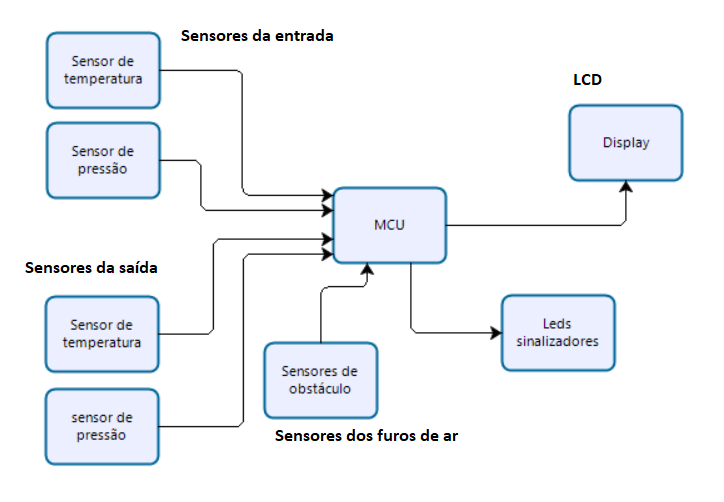 Sensores da entrada
Sensor de
temperatura
Sensor de
pressão
LCD
Display
MCU
Sensores da saída
Sensor de
temperatura
sensor de
pressão
Sensores de
obstáculo
Sensores dos furos de ar
Leds
sinalizadores